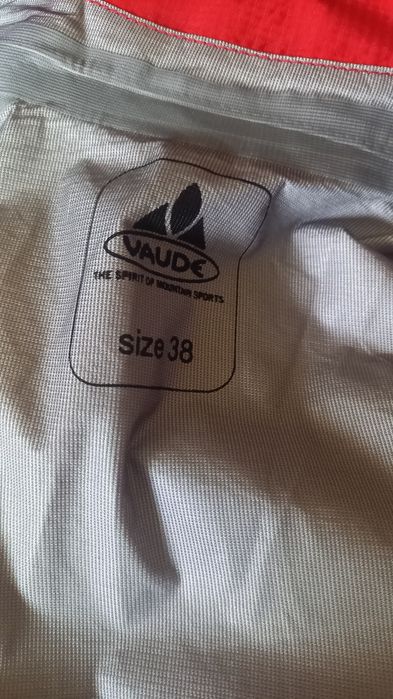 VAUDE
THE SPIRIT OF MOUNTAIN SPORTS
size 38